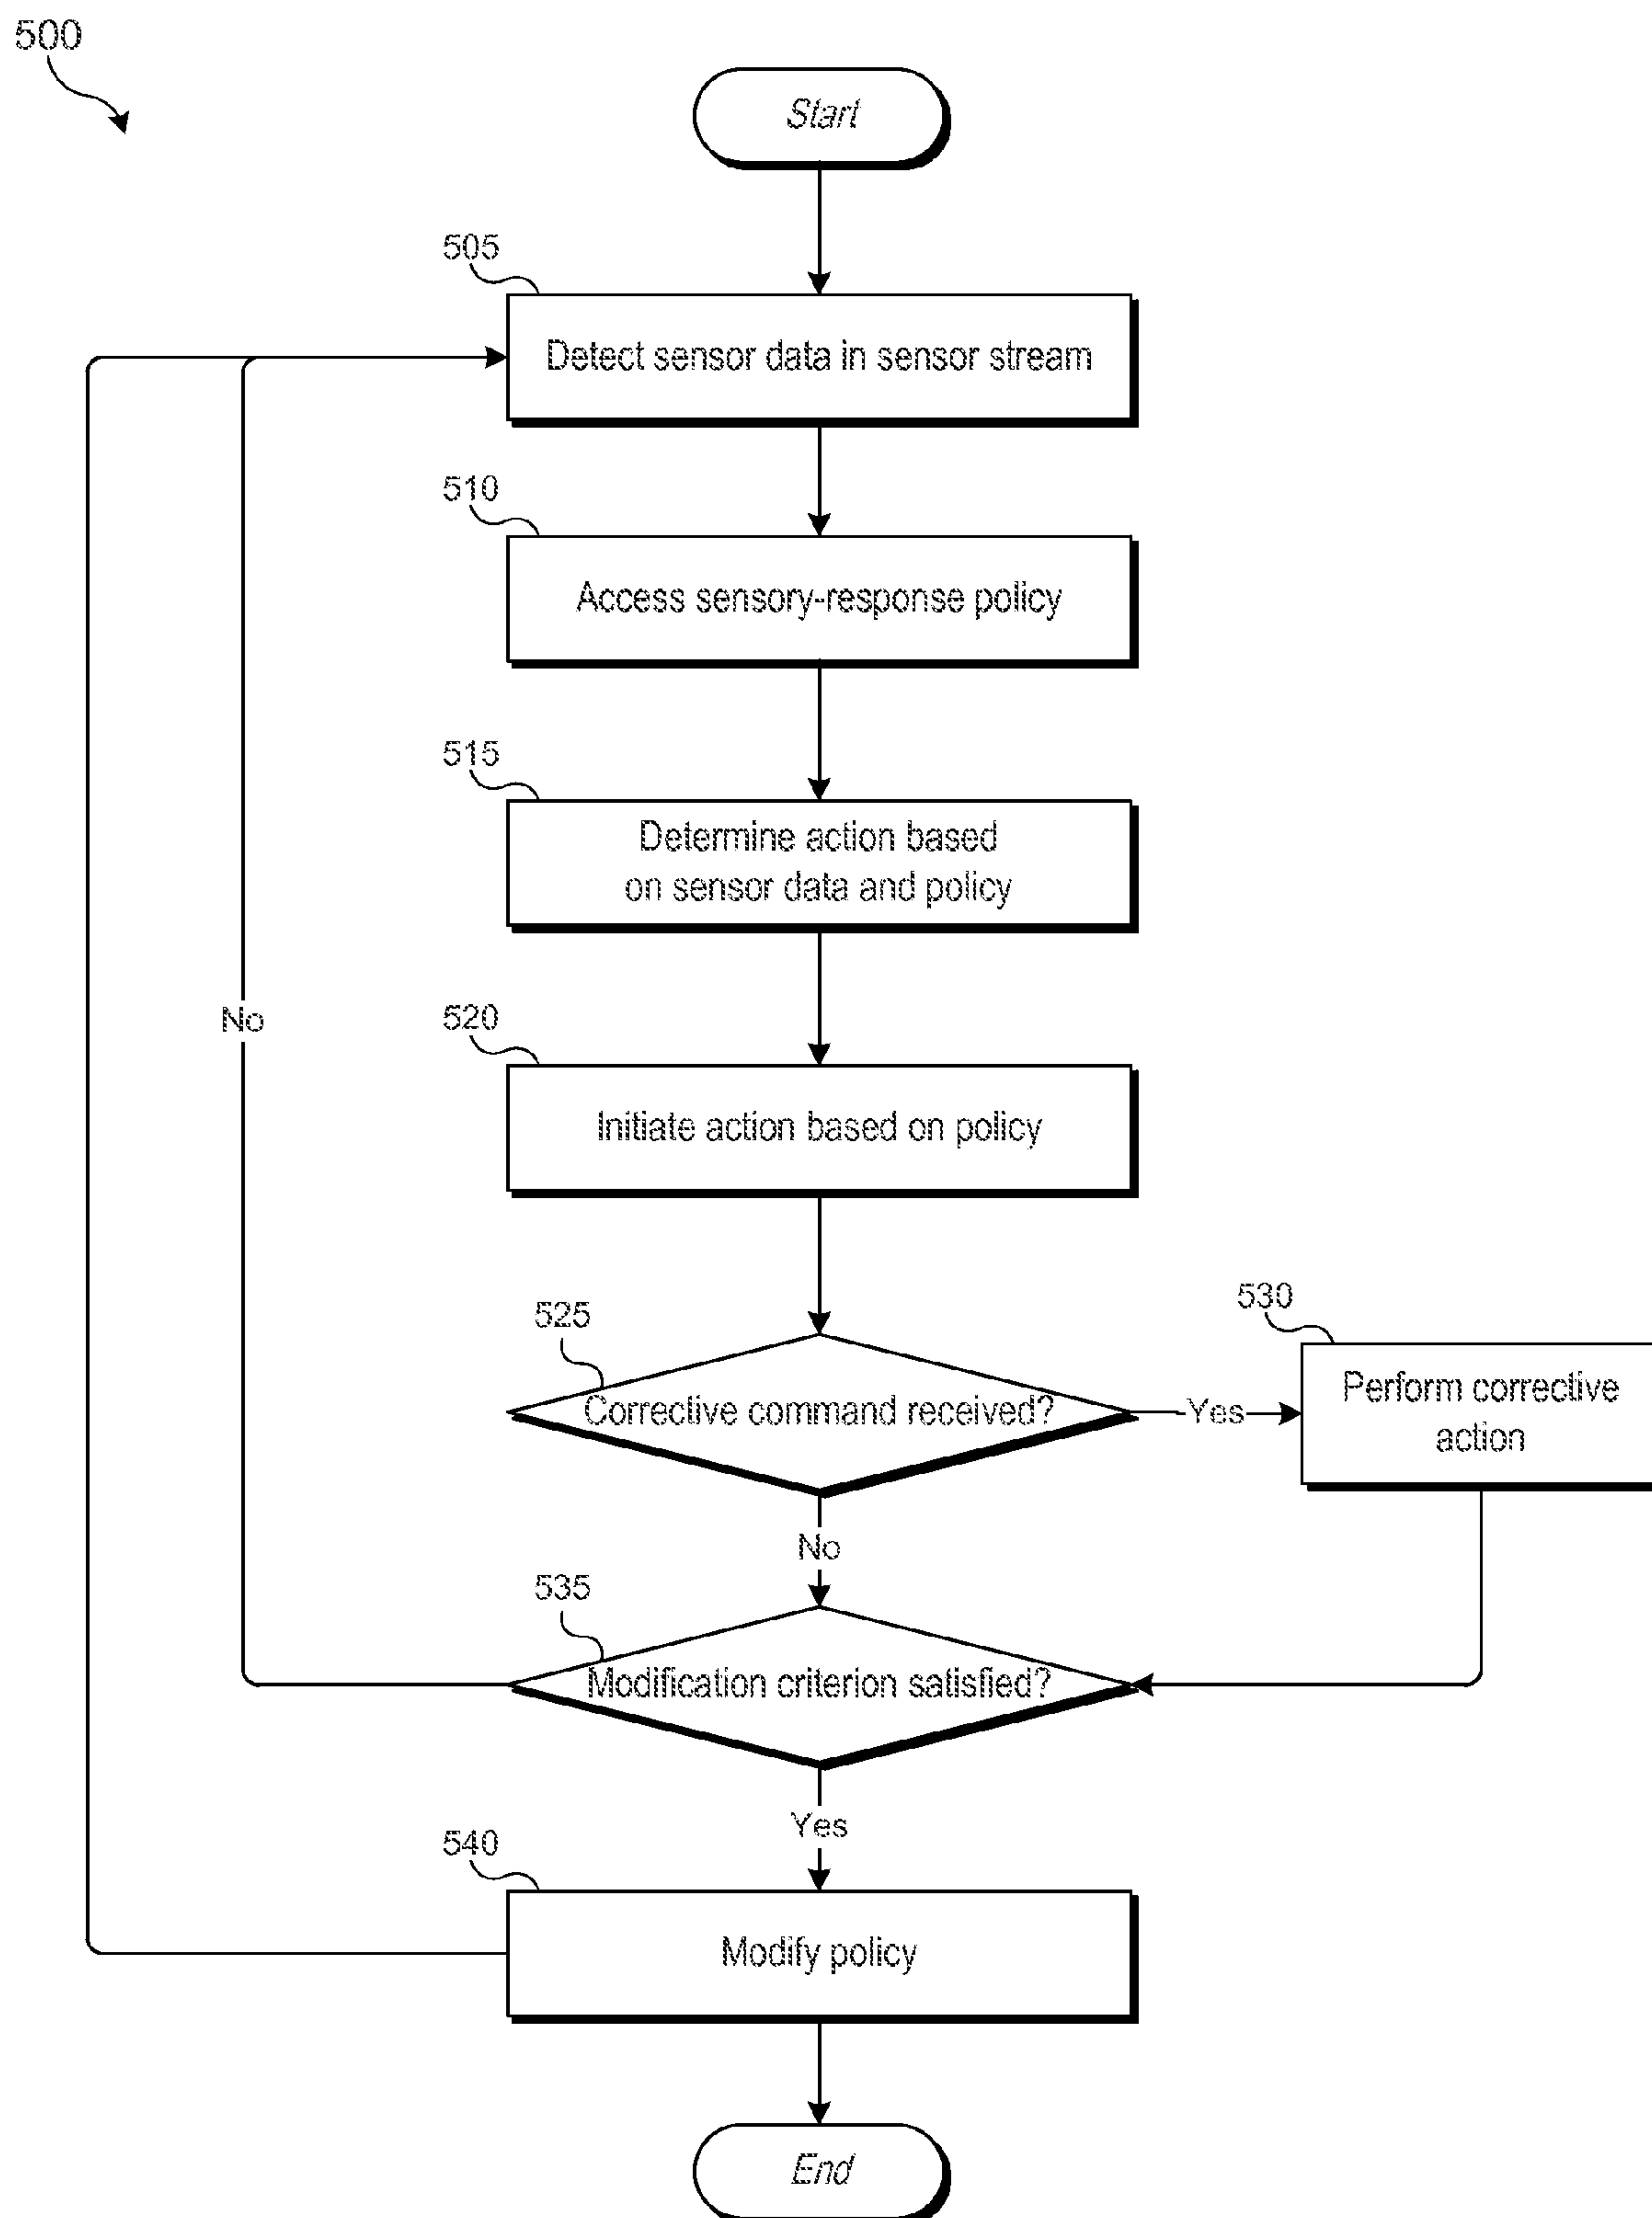 500
Start
505
Detect sensor data in sensor stream
510
Access sensory-response policy
515
Determine action based
on sensor data and policy
No
520
Initiate action based on policy
525
Corrective command received?
Yes
530
Perform corrective
action
No
535
Modification criterion satisfied?
Yes
540
Modify policy
End